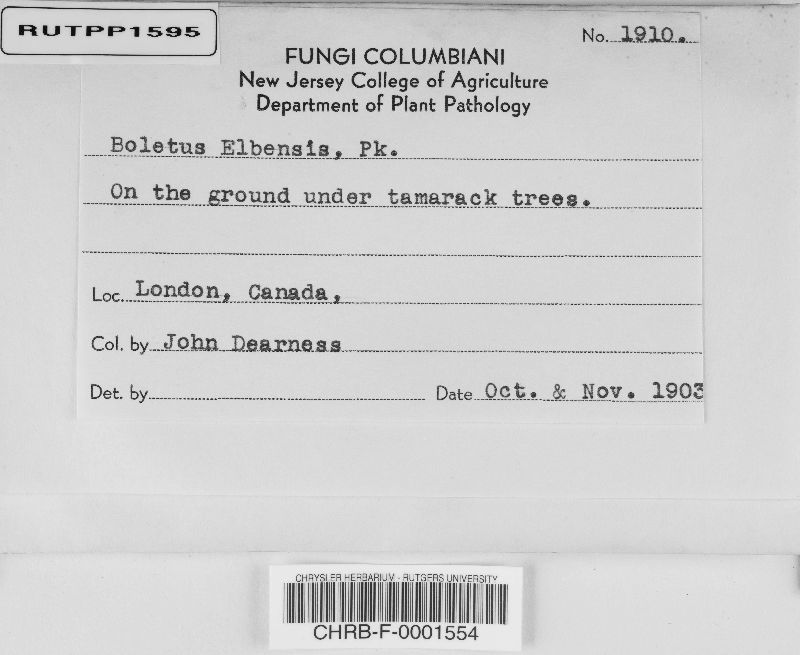 RUTPP1595
No. 1910.
FUNGI COLUMBIANI
New Jersey College of Agriculture
Department of Plant Pathology
Boletus Elbensis, Pk.
On the ground under tamarack trees.
Loc. London, Canada,
Col. by John Dearness
Det. by
Date Oct. & Nov. 1903
CHRYSLER HERBARIUM - RUTGERS UNIVERSITY
CHRB-F-0001554